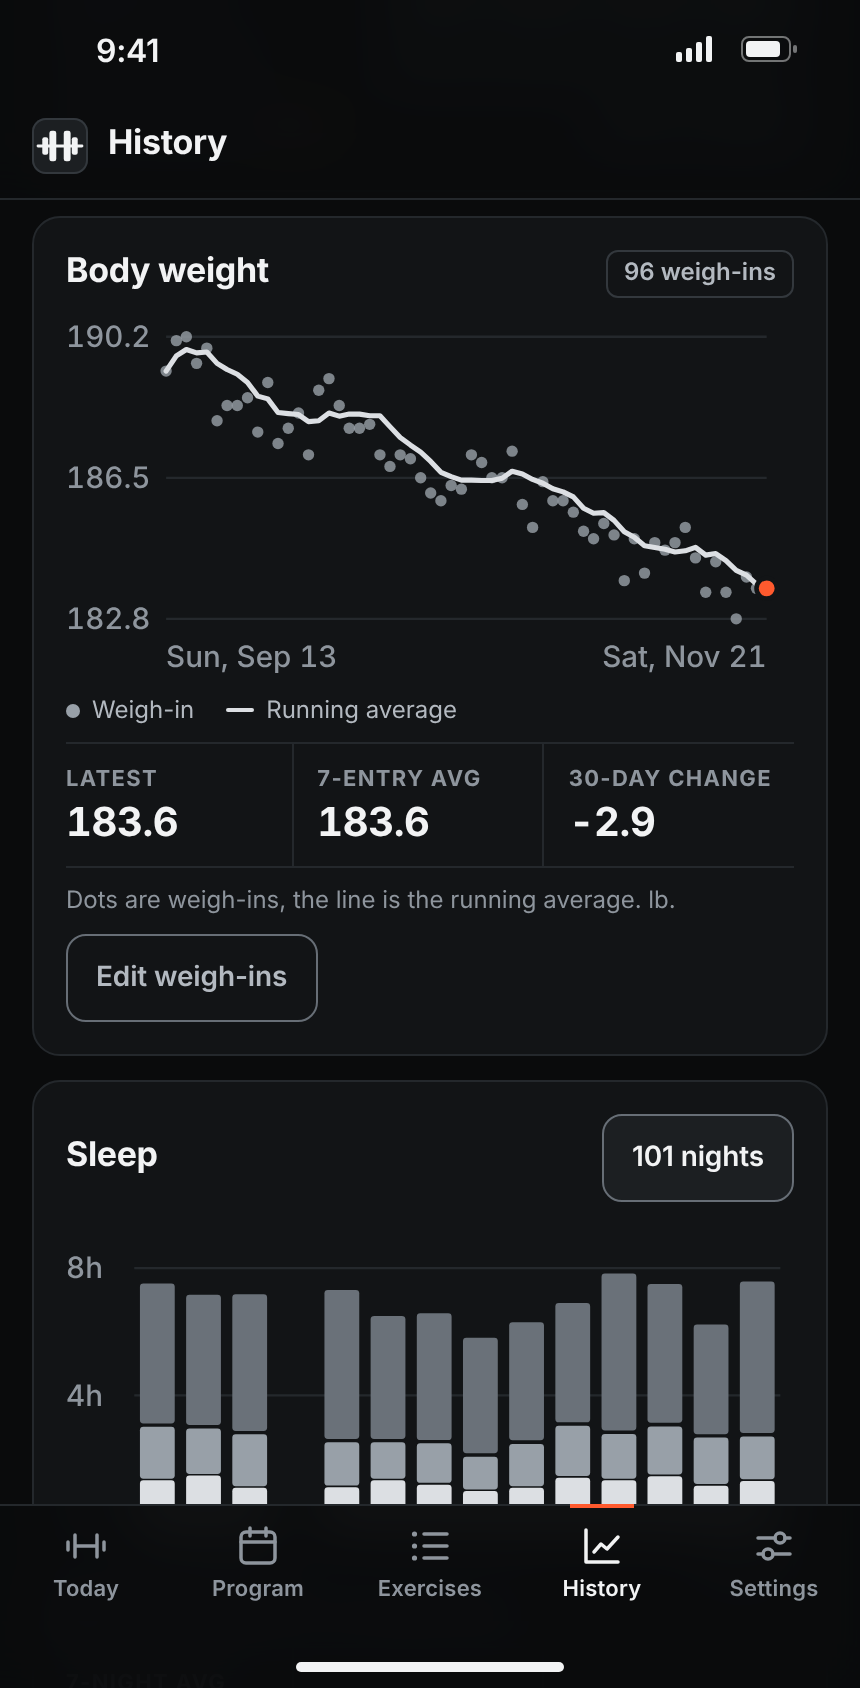 9:41
History
Body weight
96 weigh-ins
190.2
186.5
182.8
Sun, Sep 13
Sat, Nov 21
Weigh-in
Running average
LATEST
7-ENTRY AVG
30-DAY CHANGE
183.6
183.6
-2.9
Dots are weigh-ins, the line is the running average. lb.
Edit weigh-ins
Sleep
101 nights
8h
4h
Today
Program
Exercises
History
Settings
7-NIGHT AVG